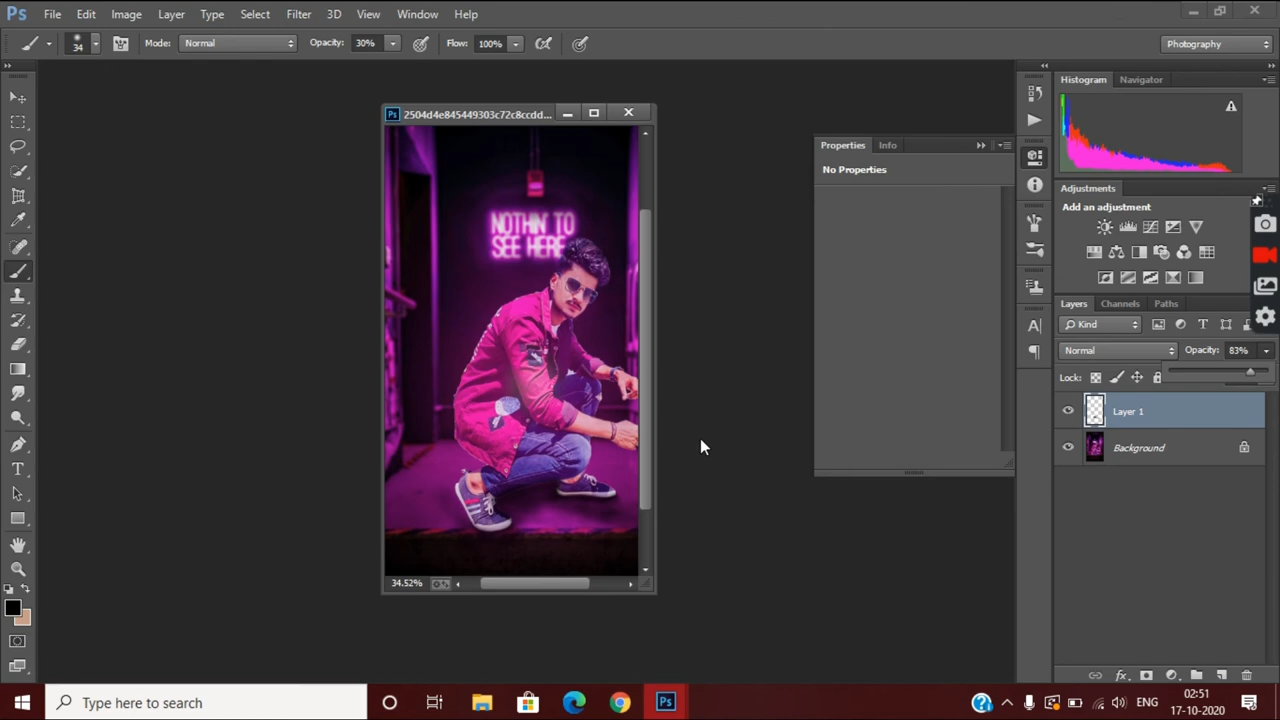 Ps File Edit Image Layer Type Select Filter 3D View Window Help
34 Mode: Normal Opacity: 30% Flow: 100% Photography
Histogram Navigator
Ps 2504d4e845449303c72c8ccdd...
NOTHIN' TO
SEE HERE
34.52%
Properties Info
No Properties
Adjustments
Add an adjustment
Layers Channels Paths
Kind
Normal Opacity: 83%
Lock:
Layer 1
Background
Type here to search
Ps
ENG
02:51
17-10-2020